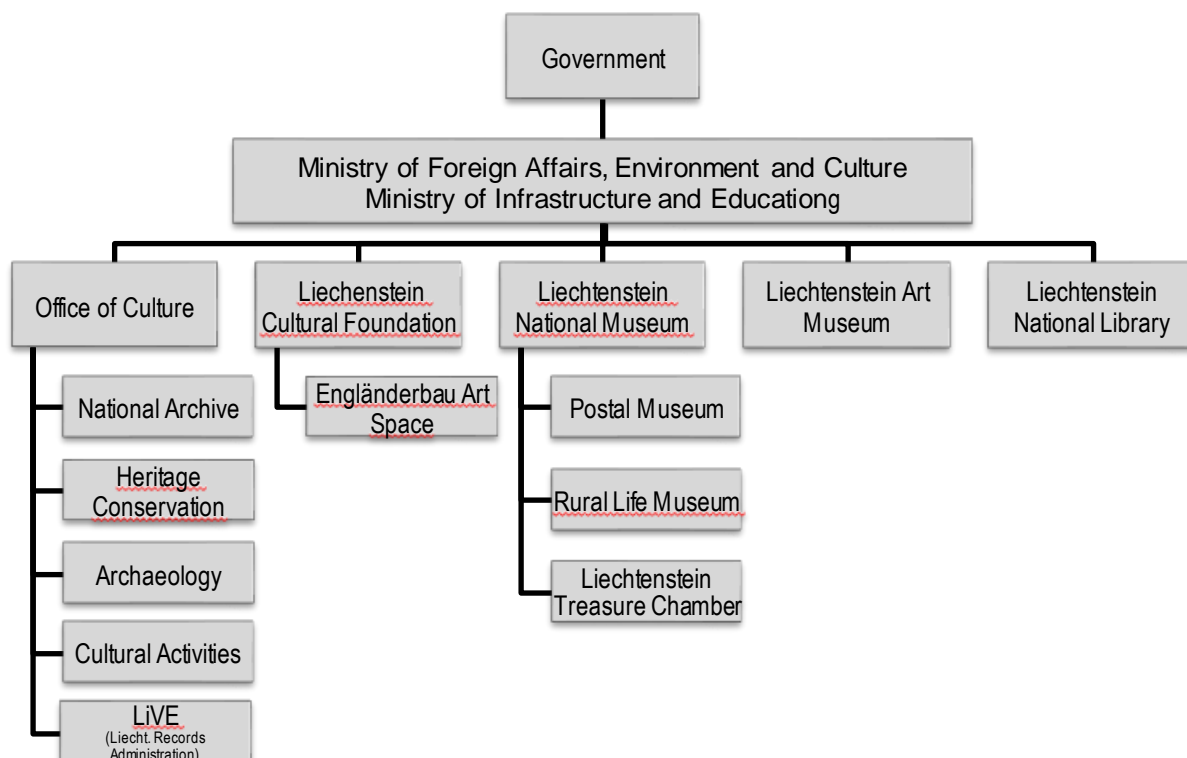 Government
Ministry of Foreign Affairs, Environment and Culture
Ministry of Infrastructure and Educationg
Office of Culture
Liechenstein
Cultural Foundation
Liechtenstein
National Museum
Liechtenstein Art
Museum
Liechtenstein
National Library
National Archive
Heritage
Conservation
Archaeology
Cultural Activities
LiVE
(Liecht. Records
Administration)
Engländerbau Art
Space
Postal Museum
Rural Life Museum
Liechtenstein
Treasure Chamber